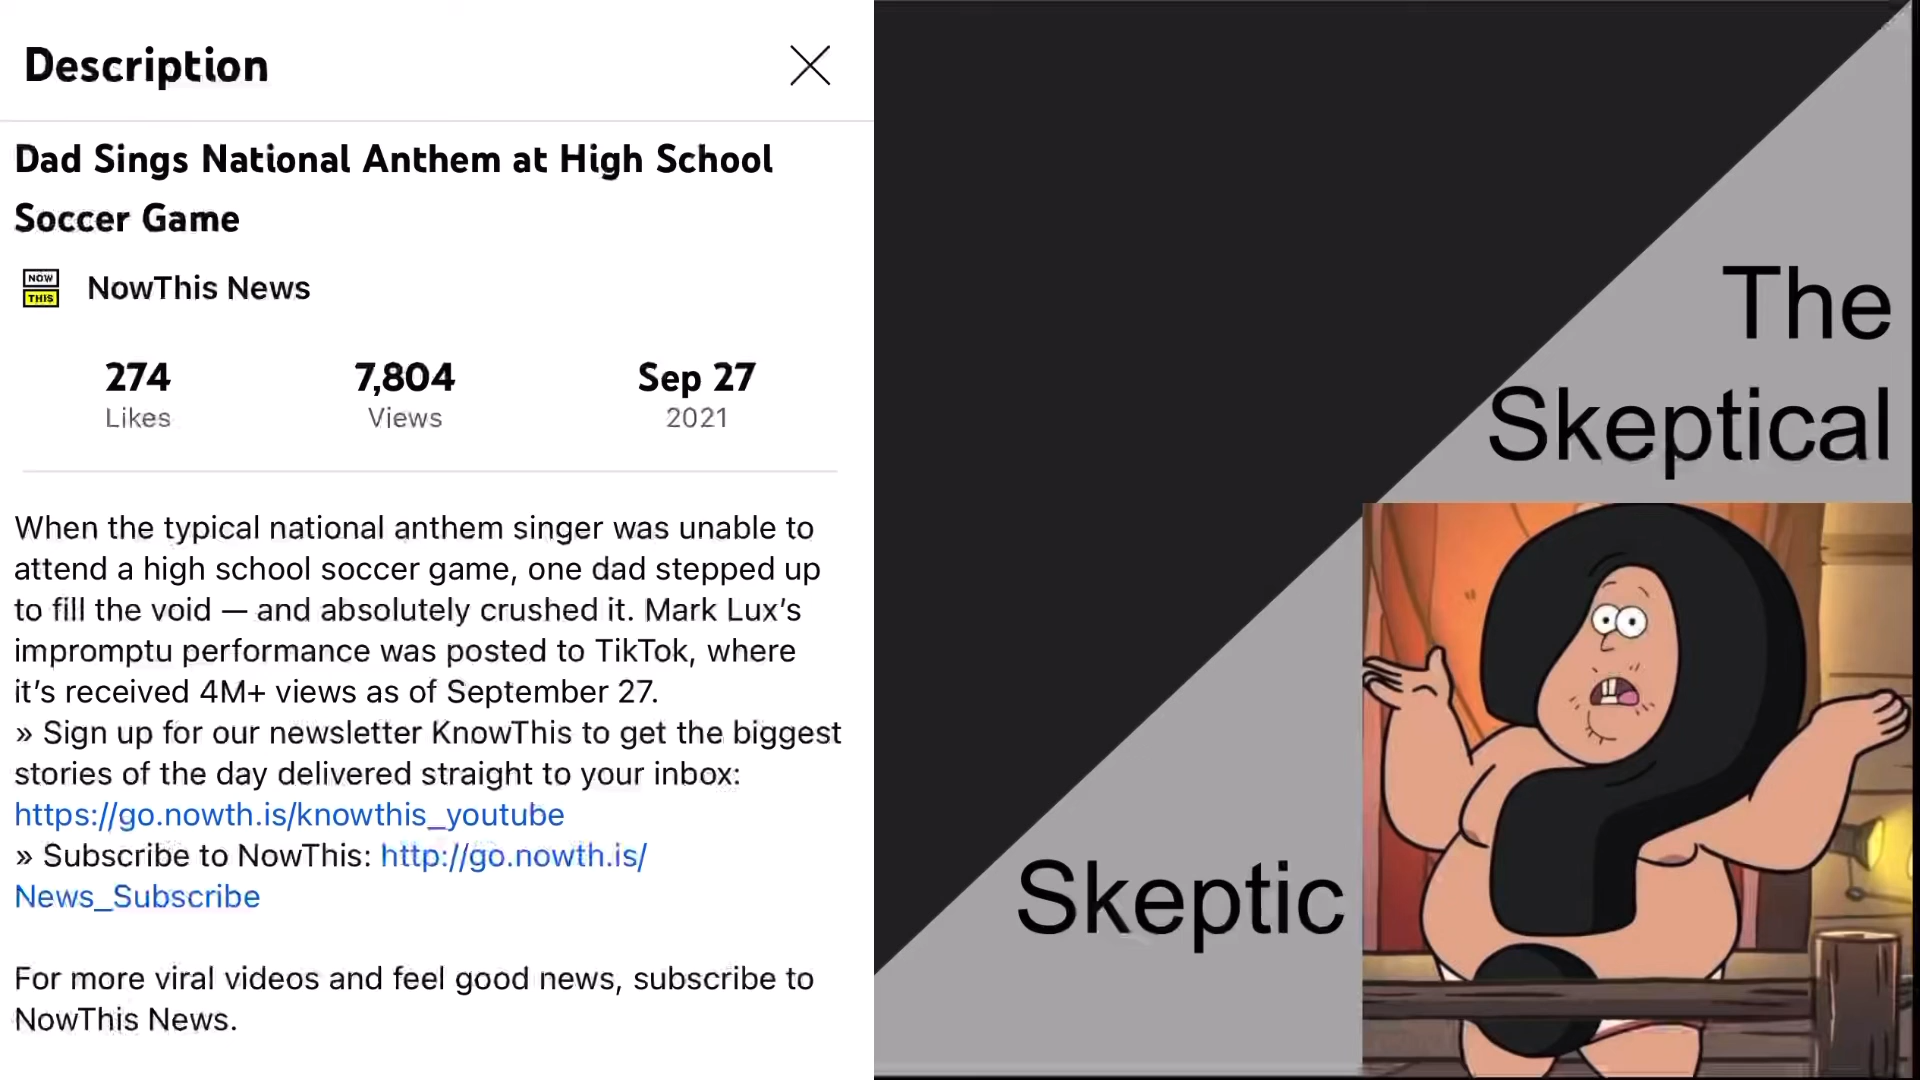 Description
Dad Sings National Anthem at High School
Soccer Game
NOW
THIS
NowThis News
274
Likes
7,804
Views
Sep 27
2021
When the typical national anthem singer was unable to
attend a high school soccer game, one dad stepped up
to fill the void — and absolutely crushed it. Mark Lux's
impromptu performance was posted to TikTok, where
it's received 4M+ views as of September 27.
» Sign up for our newsletter KnowThis to get the biggest
stories of the day delivered straight to your inbox:
https://go.nowth.is/knowthis_youtube
» Subscribe to NowThis: http://go.nowth.is/
News_Subscribe
For more viral videos and feel good news, subscribe to
NowThis News.
The
Skeptical
Skeptic